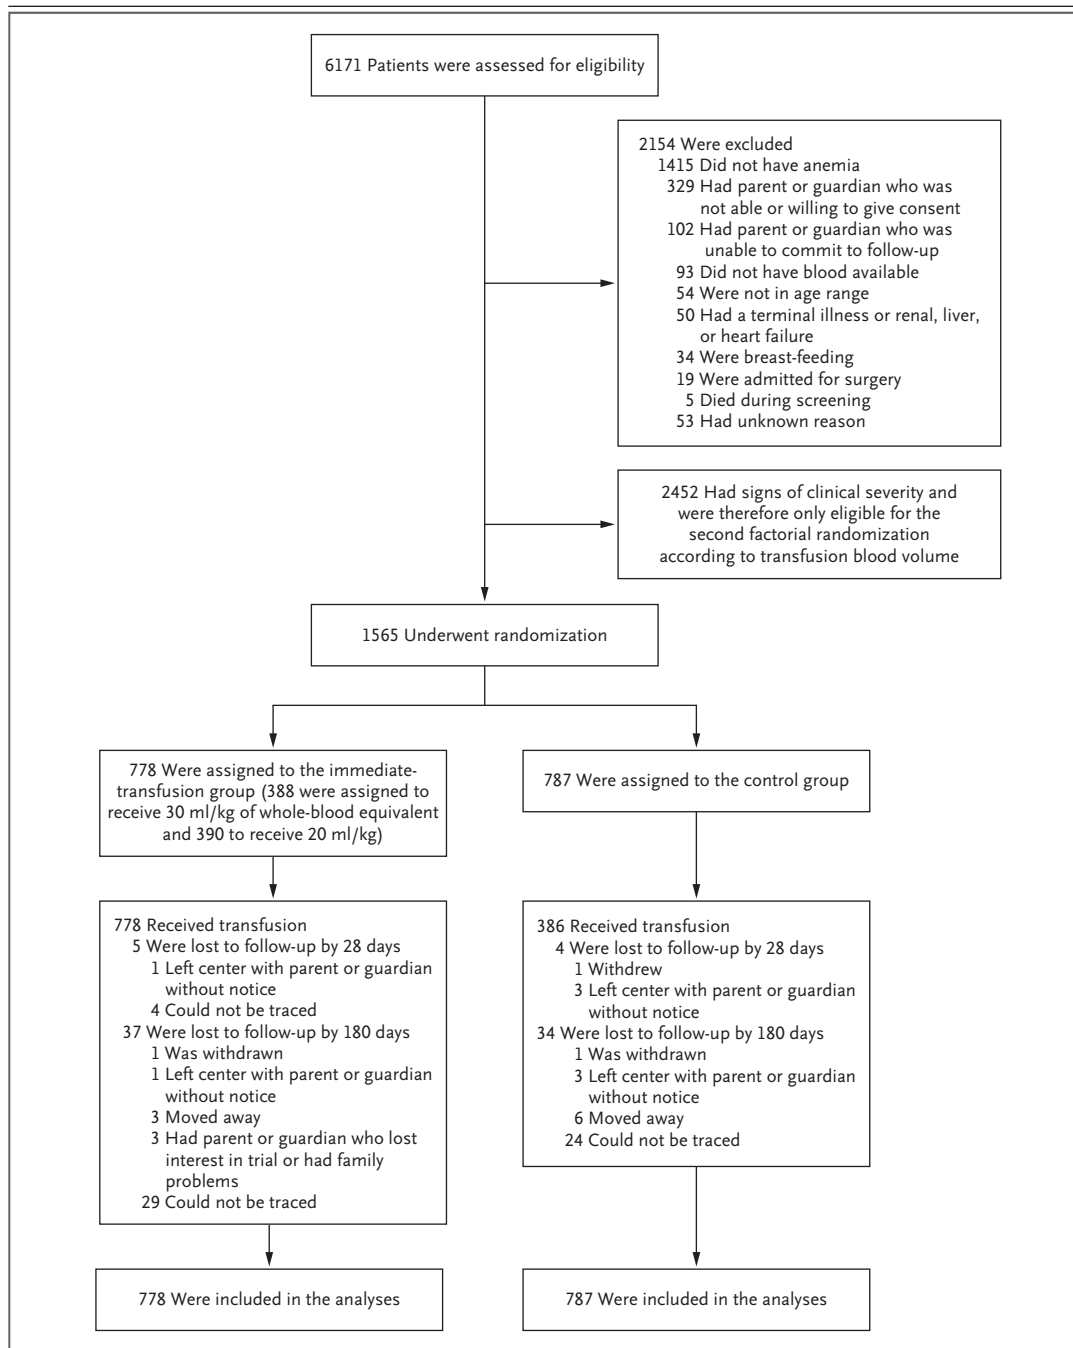 6171 Patients were assessed for eligibility
2154 Were excluded
1415 Did not have anemia
329 Had parent or guardian who was
not able or willing to give consent
102 Had parent or guardian who was
unable to commit to follow-up
93 Did not have blood available
54 Were not in age range
50 Had a terminal illness or renal, liver,
or heart failure
34 Were breast-feeding
19 Were admitted for surgery
5 Died during screening
53 Had unknown reason
2452 Had signs of clinical severity and
were therefore only eligible for the
second factorial randomization
according to transfusion blood volume
1565 Underwent randomization
778 Were assigned to the immediate-
transfusion group (388 were assigned to
receive 30 ml/kg of whole-blood equivalent
and 390 to receive 20 ml/kg)
787 Were assigned to the control group
778 Received transfusion
5 Were lost to follow-up by 28 days
1 Left center with parent or guardian
without notice
4 Could not be traced
37 Were lost to follow-up by 180 days
1 Was withdrawn
1 Left center with parent or guardian
without notice
3 Moved away
3 Had parent or guardian who lost
interest in trial or had family
problems
29 Could not be traced
386 Received transfusion
4 Were lost to follow-up by 28 days
1 Withdrew
3 Left center with parent or guardian
without notice
34 Were lost to follow-up by 180 days
1 Was withdrawn
3 Left center with parent or guardian
without notice
6 Moved away
24 Could not be traced
778 Were included in the analyses
787 Were included in the analyses